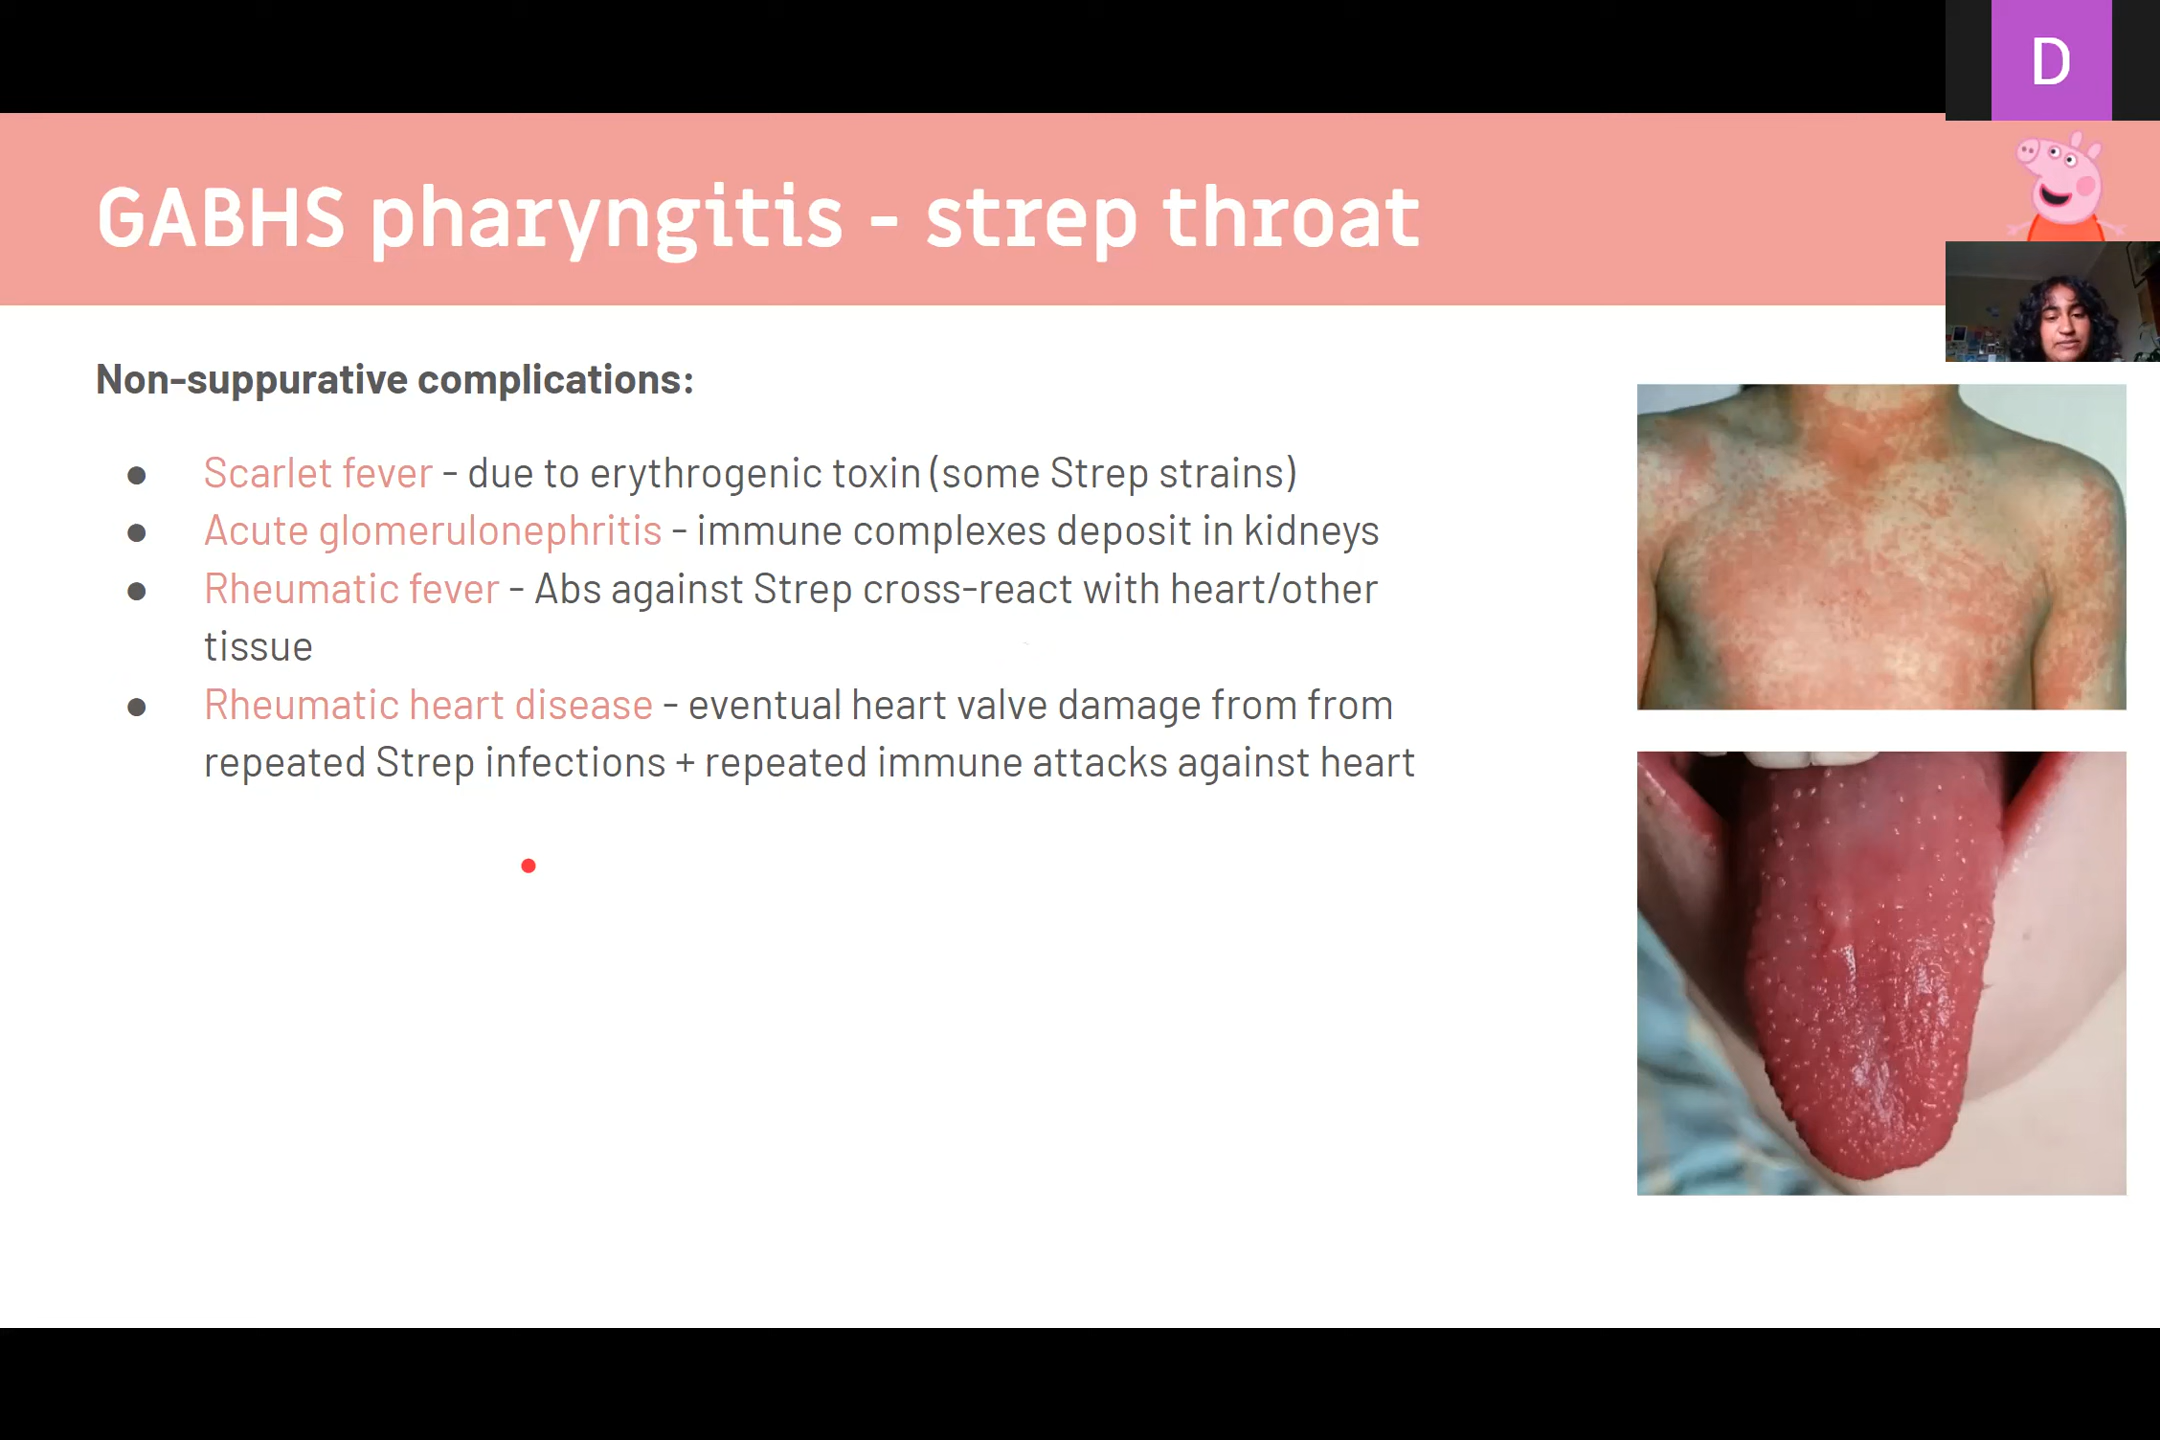 D
GABHS pharyngitis - strep throat
Non-suppurative complications:
● Scarlet fever - due to erythrogenic toxin (some Strep strains)
● Acute glomerulonephritis - immune complexes deposit in kidneys
● Rheumatic fever - Abs against Strep cross-react with heart/other
tissue
● Rheumatic heart disease - eventual heart valve damage from from
repeated Strep infections + repeated immune attacks against heart